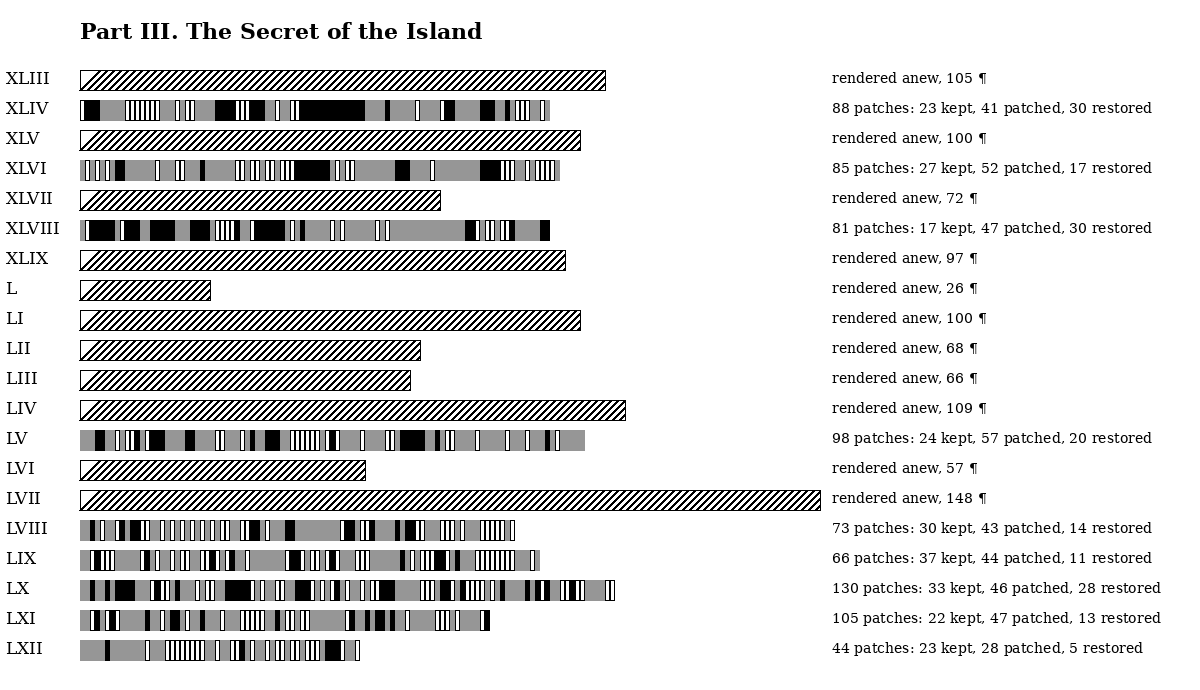 Part III. The Secret of the Island
XLIII rendered anew, 105 ¶
XLIV 88 patches: 23 kept, 41 patched, 30 restored
XLV rendered anew, 100 ¶
XLVI 85 patches: 27 kept, 52 patched, 17 restored
XLVII rendered anew, 72 ¶
XLVIII 81 patches: 17 kept, 47 patched, 30 restored
XLIX rendered anew, 97 ¶
L rendered anew, 26 ¶
LI rendered anew, 100 ¶
LII rendered anew, 68 ¶
LIII rendered anew, 66 ¶
LIV rendered anew, 109 ¶
LV 98 patches: 24 kept, 57 patched, 20 restored
LVI rendered anew, 57 ¶
LVII rendered anew, 148 ¶
LVIII 73 patches: 30 kept, 43 patched, 14 restored
LIX 66 patches: 37 kept, 44 patched, 11 restored
LX 130 patches: 33 kept, 46 patched, 28 restored
LXI 105 patches: 22 kept, 47 patched, 13 restored
LXII 44 patches: 23 kept, 28 patched, 5 restored